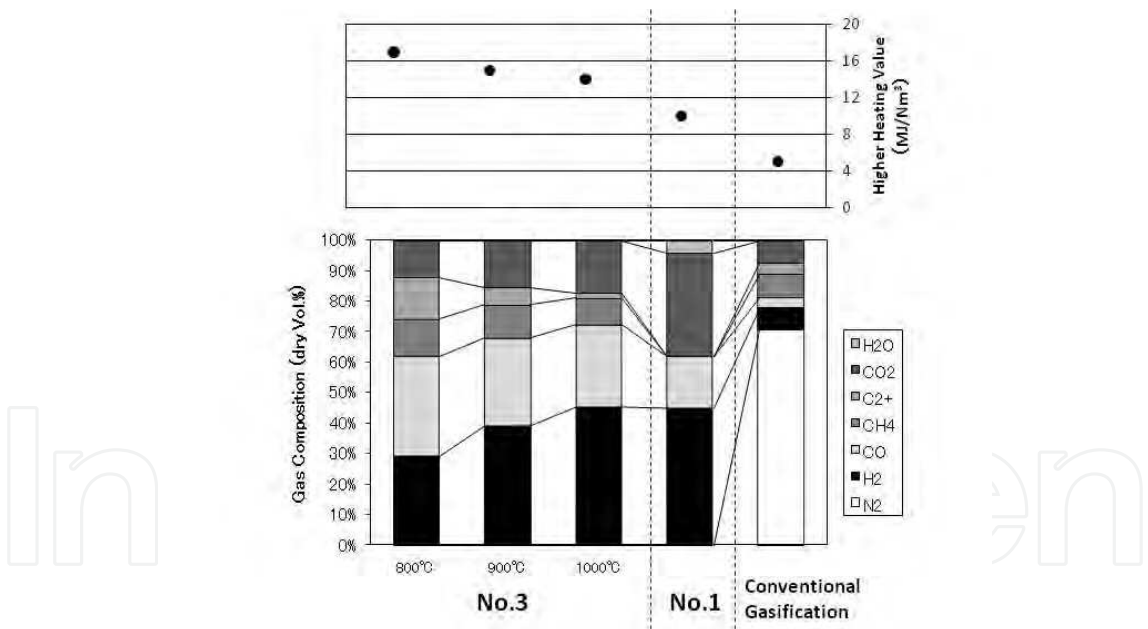 20
16
12
8
4
0
Higher Heating Value
(MJ/Nm³)
100%
90%
80%
70%
60%
50%
40%
30%
20%
10%
0%
Gas Composition (dry Vol.%)
H2O
CO2
C2+
CH4
CO
H2
N2
800℃
900℃
1000℃
No.3
No.1
Conventional
Gasification
In
en